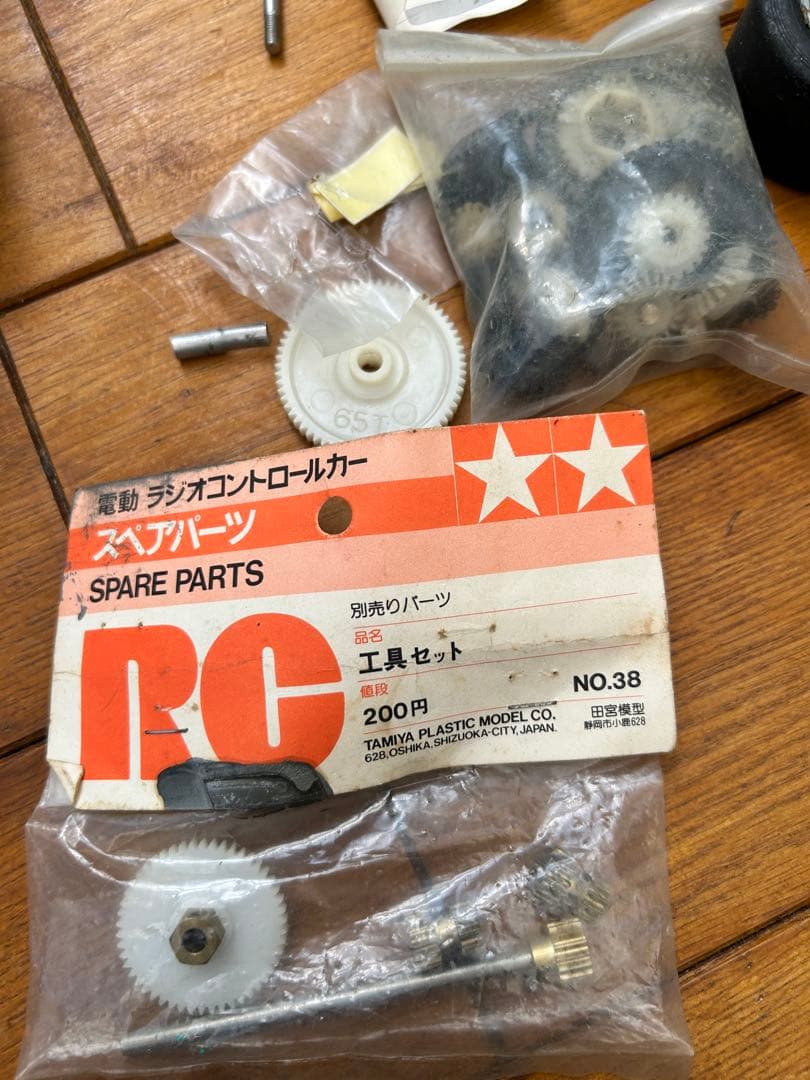 65T
電動 ラジオコントロールカー
スペアパーツ
SPARE PARTS
RC
別売りパーツ
品名
工具セット
値段
200円
NO.38
TAMIYA PLASTIC MODEL CO.
628, OSHIKA, SHIZUOKA-CITY, JAPAN.
田宮模型
静岡市小鹿628